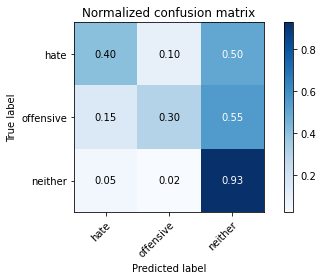 Normalized confusion matrix
True label
hate 0.40 0.10 0.50
offensive 0.15 0.30 0.55
neither 0.05 0.02 0.93
hate offensive neither
Predicted label
0.8
0.6
0.4
0.2